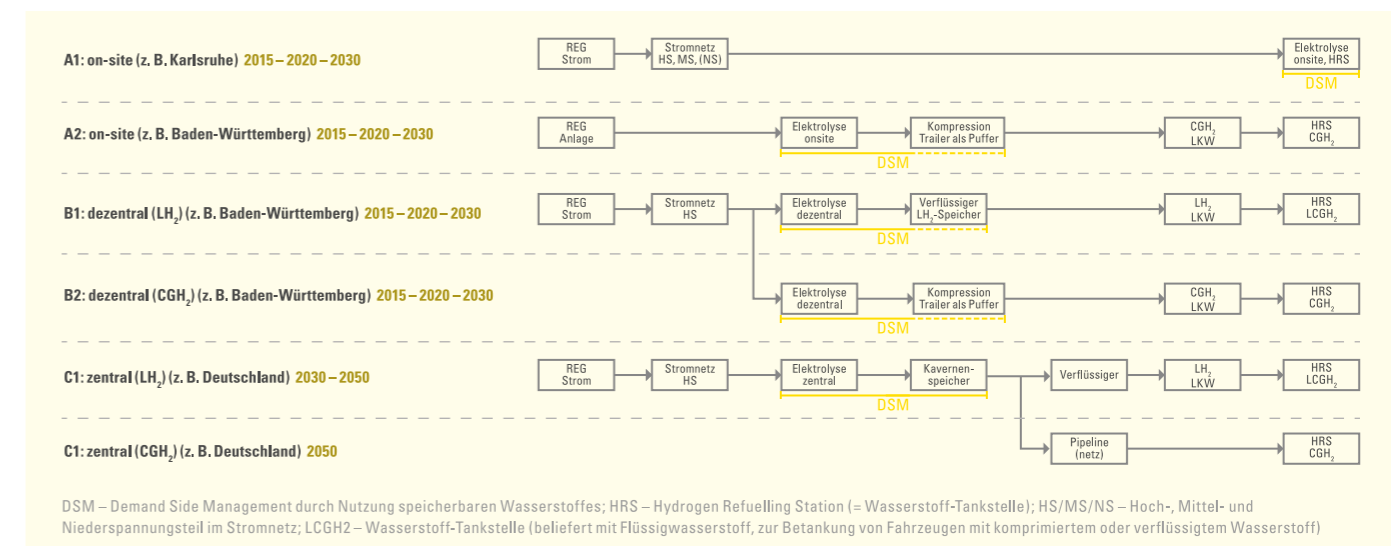 A1: on-site (z. B. Karlsruhe) 2015 – 2020 – 2030
REG
Strom
Stromnetz
HS, MS, (NS)
Elektrolyse
onsite, HRS
DSM
A2: on-site (z. B. Baden-Württemberg) 2015 – 2020 – 2030
REG
Anlage
Elektrolyse
onsite
Kompression
Trailer als Puffer
CGH₂
LKW
HRS
CGH₂
DSM
B1: dezentral (LH₂) (z. B. Baden-Württemberg) 2015 – 2020 – 2030
REG
Strom
Stromnetz
HS
Elektrolyse
dezentral
Verflüssiger
LH₂-Speicher
LH₂
LKW
HRS
LCGH₂
DSM
B2: dezentral (CGH₂) (z. B. Baden-Württemberg) 2015 – 2020 – 2030
Elektrolyse
dezentral
Kompression
Trailer als Puffer
CGH₂
LKW
HRS
CGH₂
DSM
C1: zentral (LH₂) (z. B. Deutschland) 2030 – 2050
REG
Strom
Stromnetz
HS
Elektrolyse
zentral
Kavernen-
speicher
Verflüssiger
LH₂
LKW
HRS
LCGH₂
DSM
C1: zentral (CGH₂) (z. B. Deutschland) 2050
Pipeline
(netz)
HRS
CGH₂
DSM – Demand Side Management durch Nutzung speicherbaren Wasserstoffes; HRS – Hydrogen Refuelling Station (= Wasserstoff-Tankstelle); HS/MS/NS – Hoch-, Mittel- und
Niederspannungsteil im Stromnetz; LCGH2 – Wasserstoff-Tankstelle (beliefert mit Flüssigwasserstoff, zur Betankung von Fahrzeugen mit komprimiertem oder verflüssigtem Wasserstoff)